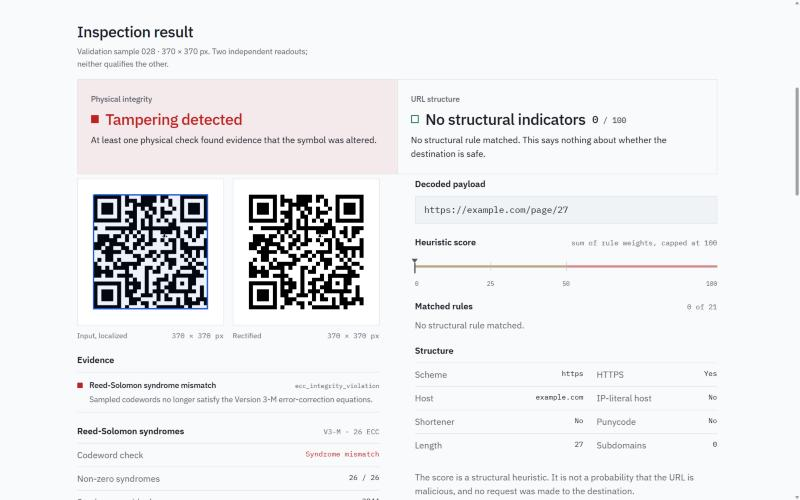 Inspection result
Validation sample 028 · 370 × 370 px. Two independent readouts;
neither qualifies the other.
Physical integrity
Tampering detected
At least one physical check found evidence that the symbol was altered.
URL structure
No structural indicators 0 / 100
No structural rule matched. This says nothing about whether the
destination is safe.
Input, localized 370 × 370 px
Rectified 370 × 370 px
Evidence
Reed-Solomon syndrome mismatch ecc_integrity_violation
Sampled codewords no longer satisfy the Version 3-M error-correction equations.
Reed-Solomon syndromes V3-M · 26 ECC
Codeword check Syndrome mismatch
Non-zero syndromes 26 / 26
Decoded payload
https://example.com/page/27
Heuristic score sum of rule weights, capped at 100
0 25 50 100
Matched rules 0 of 21
No structural rule matched.
Structure
Scheme https HTTPS Yes
Host example.com IP-literal host No
Shortener No Punycode No
Length 27 Subdomains 0
The score is a structural heuristic. It is not a probability that the URL is
malicious, and no request was made to the destination.